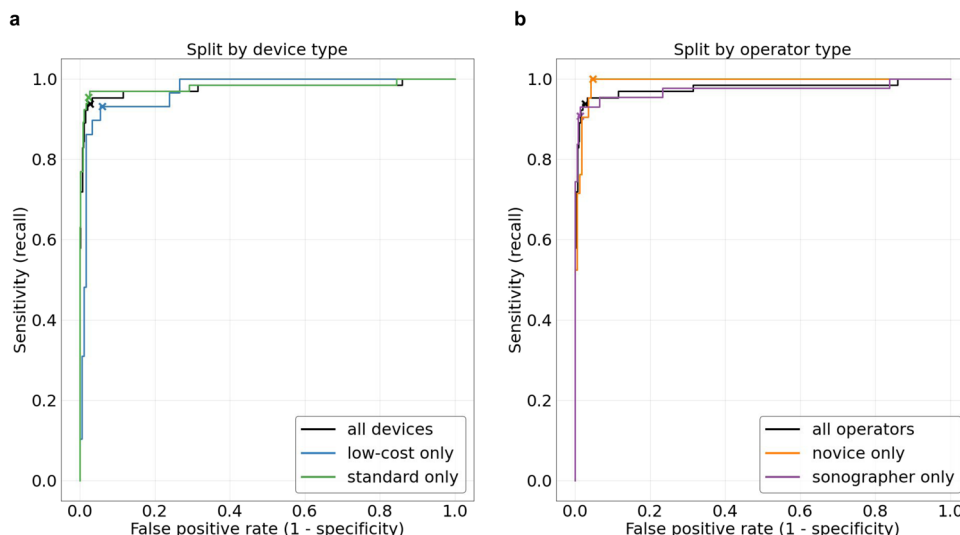 a
Split by device type
1.0
0.8
0.6
0.4
0.2
0.0
Sensitivity (recall)
all devices
low-cost only
standard only
0.0 0.2 0.4 0.6 0.8 1.0
False positive rate (1 - specificity)
b
Split by operator type
1.0
0.8
0.6
0.4
0.2
0.0
Sensitivity (recall)
all operators
novice only
sonographer only
0.0 0.2 0.4 0.6 0.8 1.0
False positive rate (1 - specificity)